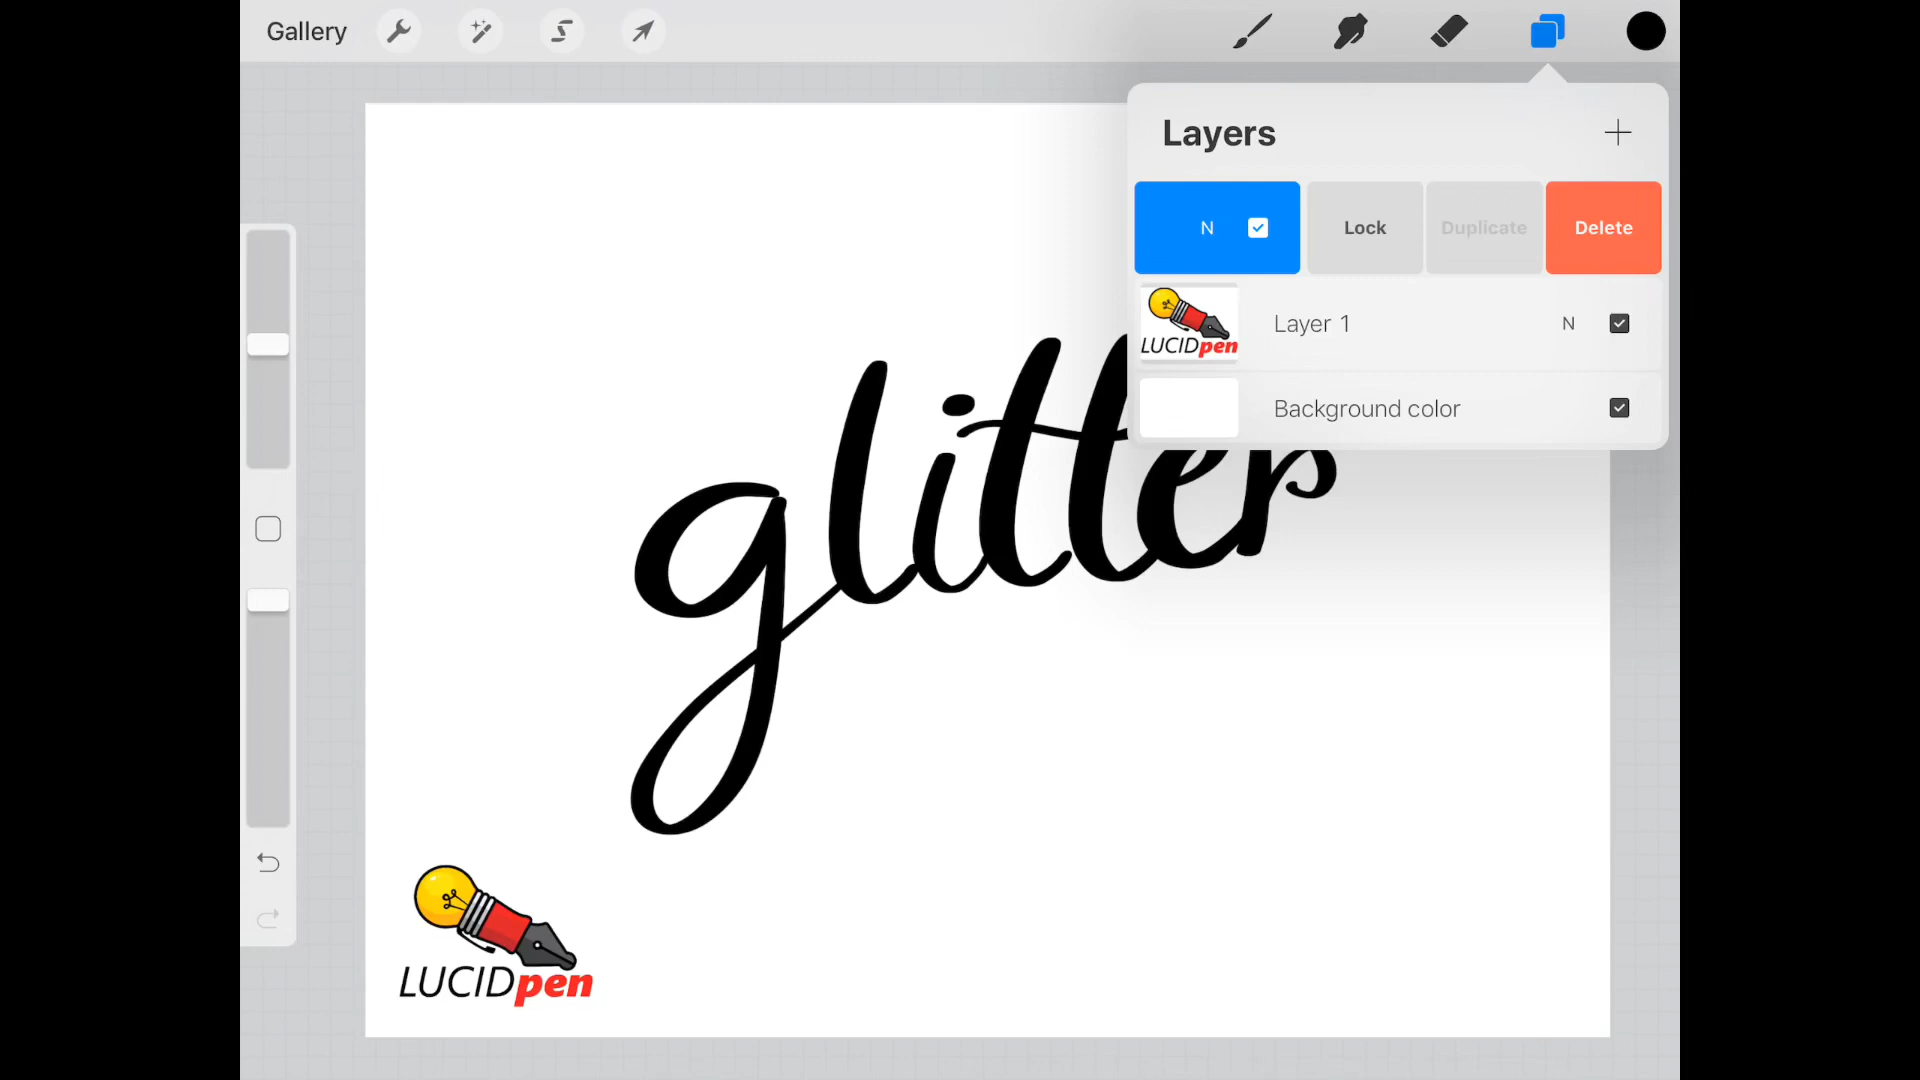 Gallery
Layers
N
Lock
Duplicate
Delete
LUCIDpen
Layer 1
N
Background color
glitter
LUCIDpen